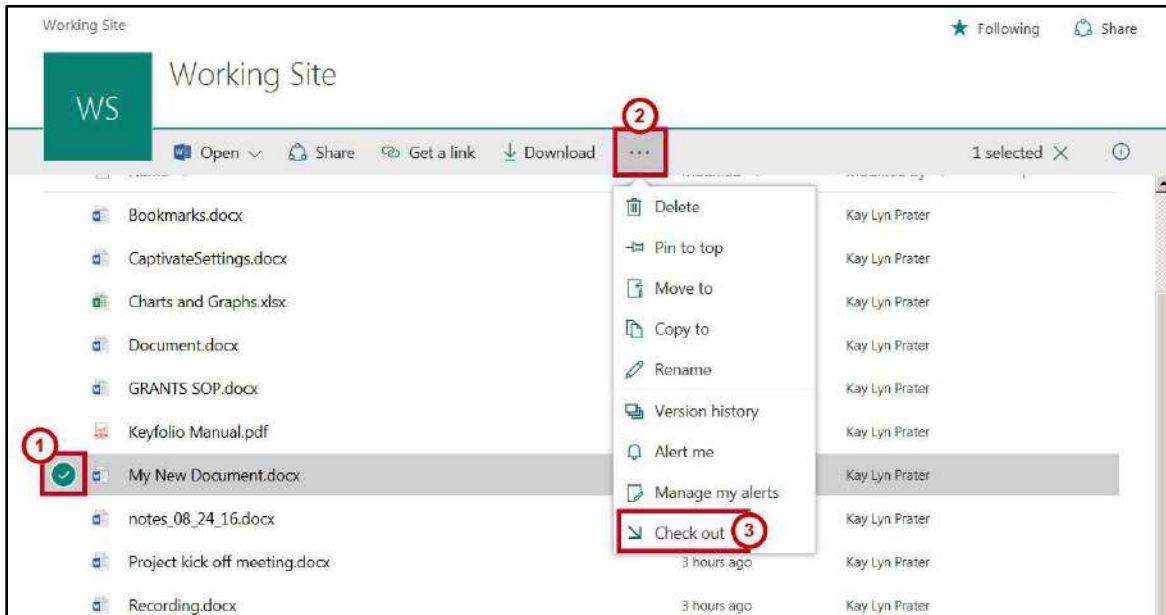 Working Site
Following Share
WS
Working Site
2
Open Share Get a link Download ... 1 selected
Delete
Bookmarks.docx Kay Lyn Prater
Pin to top
CaptivateSettings.docx Kay Lyn Prater
Move to
Charts and Graphs.xlsx Kay Lyn Prater
Copy to
Document.docx Kay Lyn Prater
Rename
GRANTS SOP.docx Kay Lyn Prater
Version history
Keyfolio Manual.pdf Kay Lyn Prater
1
Alert me
My New Document.docx Kay Lyn Prater
Manage my alerts
notes_08_24_16.docx Kay Lyn Prater
Check out 3
Project kick off meeting.docx 3 hours ago Kay Lyn Prater
Recording.docx 3 hours ago Kay Lyn Prater